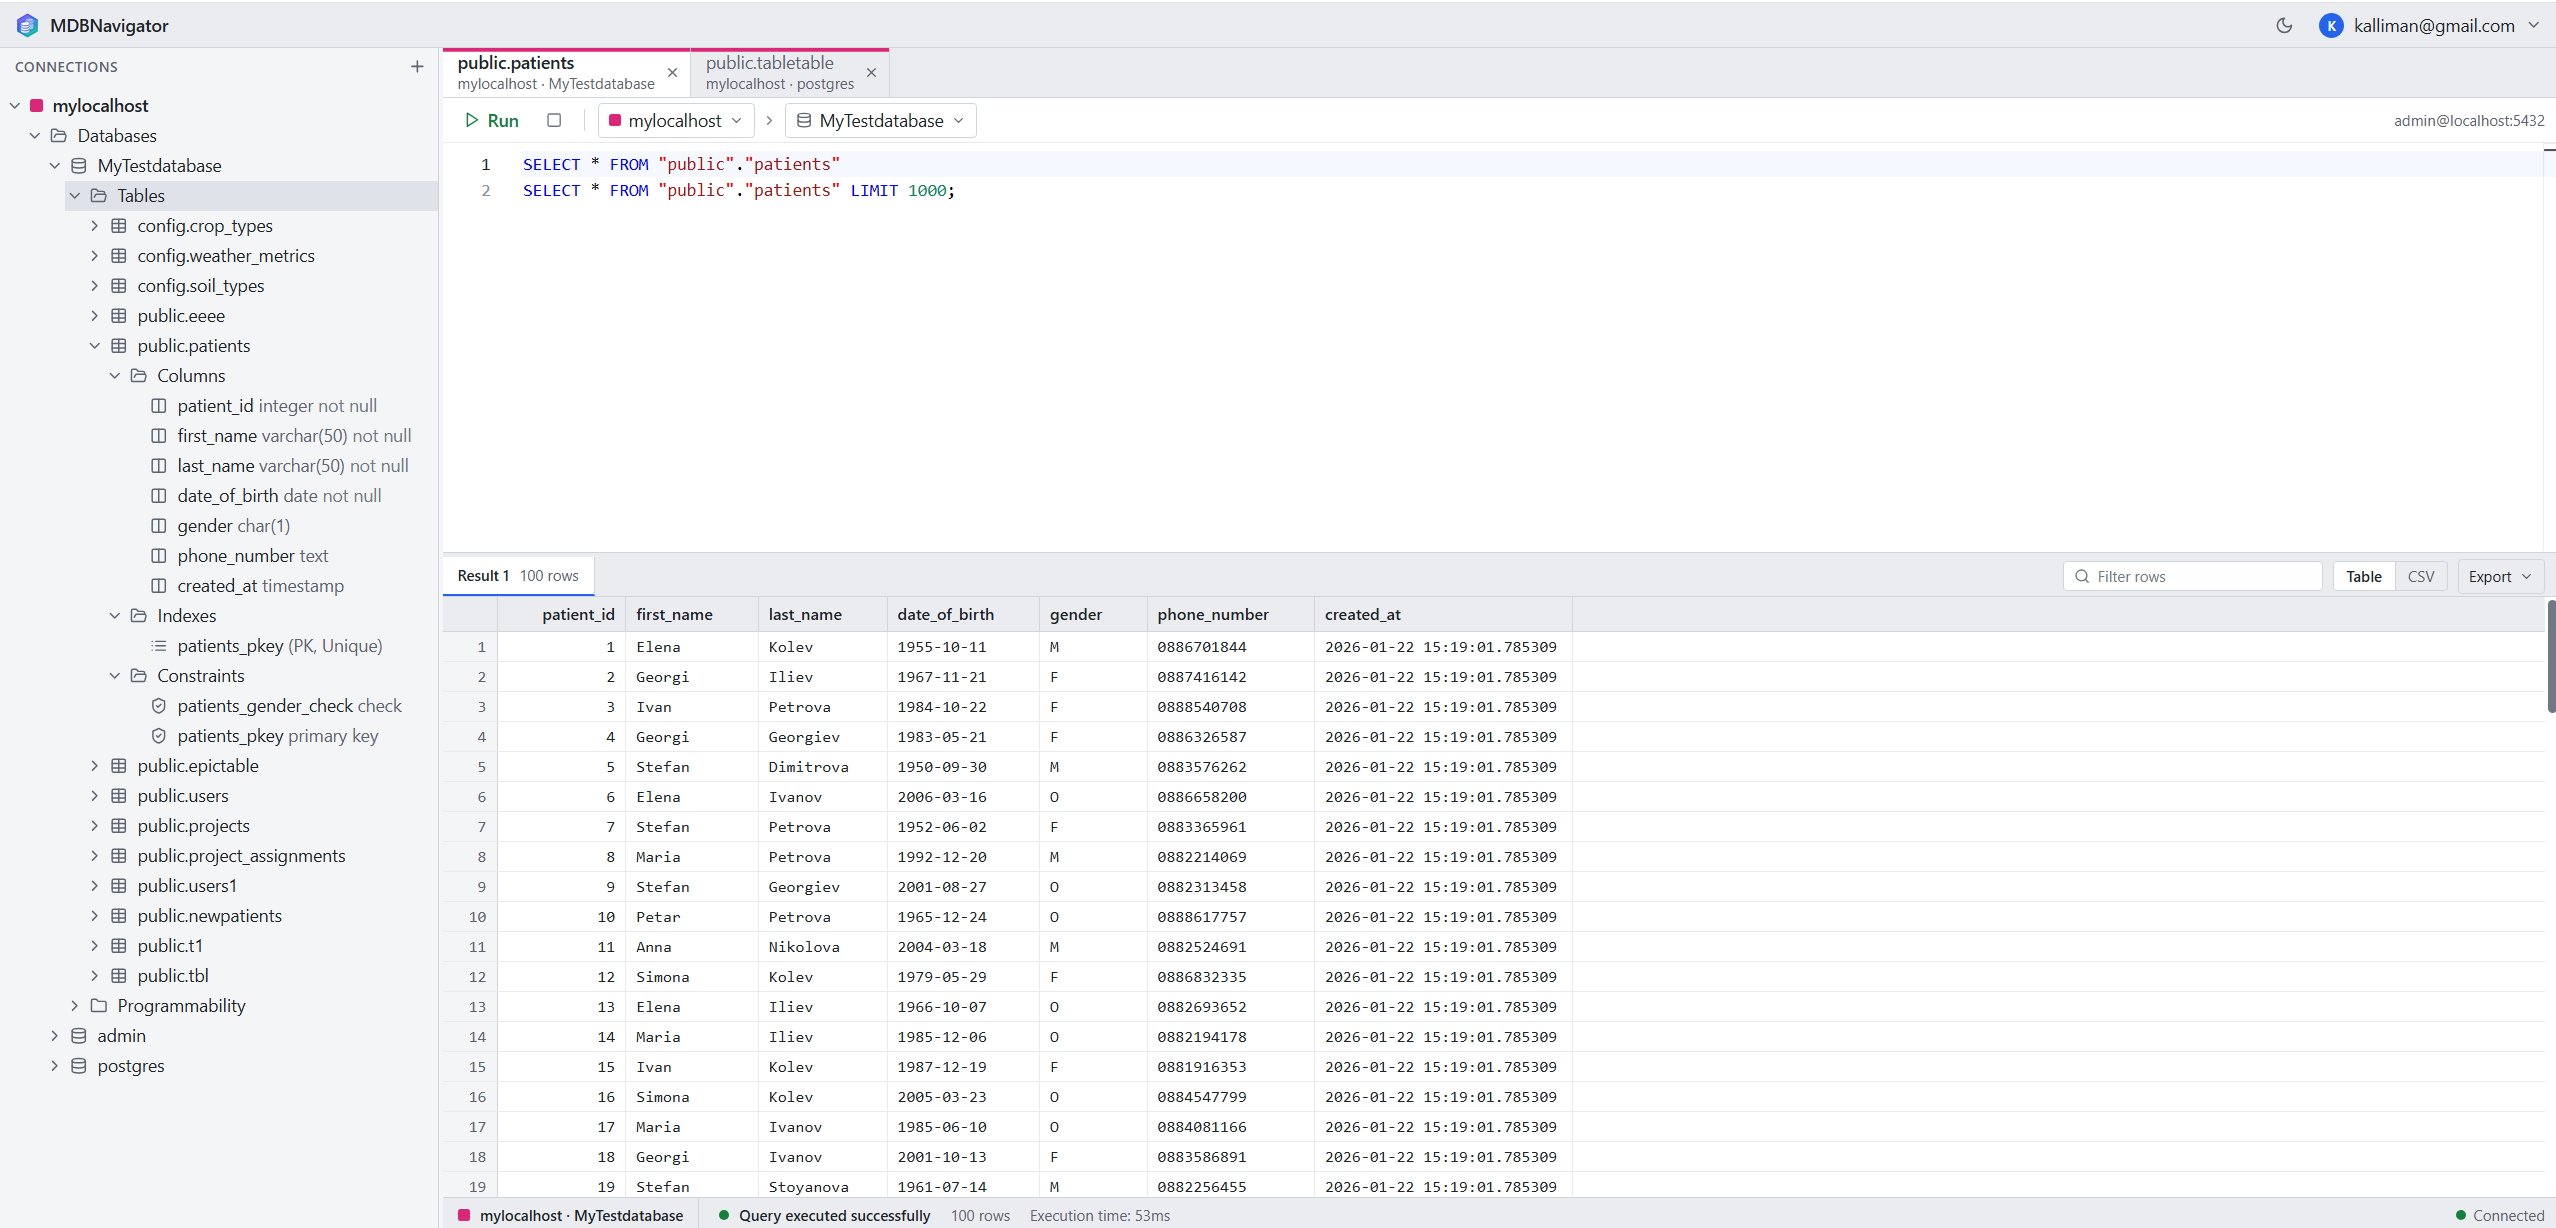 MDBNavigator
K kalliman@gmail.com
CONNECTIONS
mylocalhost
Databases
MyTestdatabase
Tables
config.crop_types
config.weather_metrics
config.soil_types
public.eeee
public.patients
Columns
patient_id integer not null
first_name varchar(50) not null
last_name varchar(50) not null
date_of_birth date not null
gender char(1)
phone_number text
created_at timestamp
Indexes
patients_pkey (PK, Unique)
Constraints
patients_gender_check check
patients_pkey primary key
public.epictable
public.users
public.projects
public.project_assignments
public.users1
public.newpatients
public.t1
public.tbl
Programmability
admin
postgres
public.patients
mylocalhost · MyTestdatabase
public.tabletable
mylocalhost · postgres
Run mylocalhost MyTestdatabase admin@localhost:5432
1 SELECT * FROM "public"."patients"
2 SELECT * FROM "public"."patients" LIMIT 1000;
Result 1 100 rows Filter rows Table CSV Export
patient_id first_name last_name date_of_birth gender phone_number created_at
1 1 Elena Kolev 1955-10-11 M 0886701844 2026-01-22 15:19:01.785309
2 2 Georgi Iliev 1967-11-21 F 0887416142 2026-01-22 15:19:01.785309
3 3 Ivan Petrova 1984-10-22 F 0888540708 2026-01-22 15:19:01.785309
4 4 Georgi Georgiev 1983-05-21 F 0886326587 2026-01-22 15:19:01.785309
5 5 Stefan Dimitrova 1950-09-30 M 0883576262 2026-01-22 15:19:01.785309
6 6 Elena Ivanov 2006-03-16 O 0886658200 2026-01-22 15:19:01.785309
7 7 Stefan Petrova 1952-06-02 F 0883365961 2026-01-22 15:19:01.785309
8 8 Maria Petrova 1992-12-20 M 0882214069 2026-01-22 15:19:01.785309
9 9 Stefan Georgiev 2001-08-27 O 0882313458 2026-01-22 15:19:01.785309
10 10 Petar Petrova 1965-12-24 O 0888617757 2026-01-22 15:19:01.785309
11 11 Anna Nikolova 2004-03-18 M 0882524691 2026-01-22 15:19:01.785309
12 12 Simona Kolev 1979-05-29 F 0886832335 2026-01-22 15:19:01.785309
13 13 Elena Iliev 1966-10-07 O 0882693652 2026-01-22 15:19:01.785309
14 14 Maria Iliev 1985-12-06 O 0882194178 2026-01-22 15:19:01.785309
15 15 Ivan Kolev 1987-12-19 F 0881916353 2026-01-22 15:19:01.785309
16 16 Simona Kolev 2005-03-23 O 0884547799 2026-01-22 15:19:01.785309
17 17 Maria Ivanov 1985-06-10 O 0884081166 2026-01-22 15:19:01.785309
18 18 Georgi Ivanov 2001-10-13 F 0883586891 2026-01-22 15:19:01.785309
19 19 Stefan Stoyanova 1961-07-14 M 0882256455 2026-01-22 15:19:01.785309
mylocalhost · MyTestdatabase Query executed successfully 100 rows Execution time: 53ms Connected